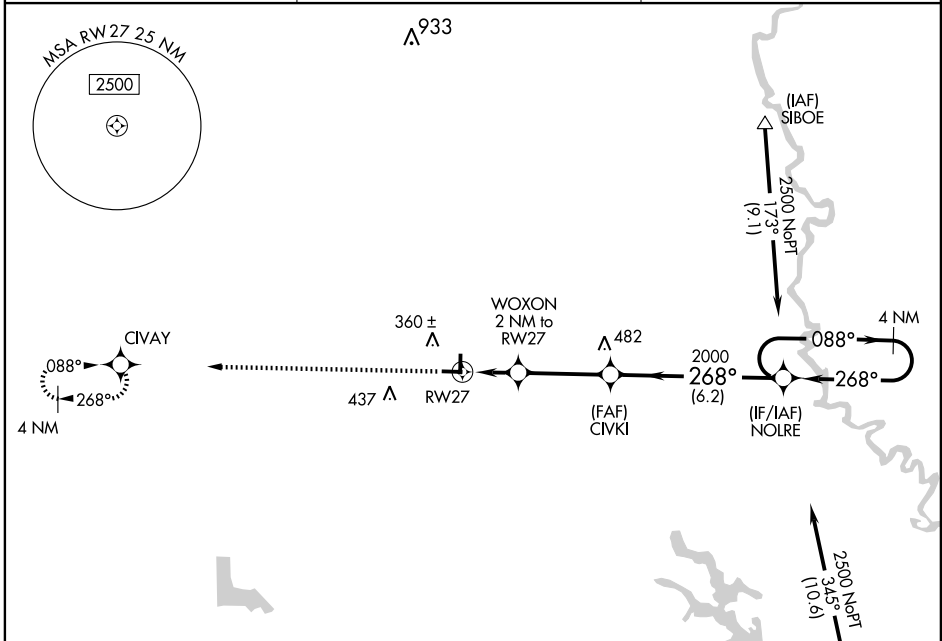 MSA RW27 25 NM
2500
933
(IAF)
SIBOE
2500 NoPT
173°
(9.1)
WOXON
2 NM to
RW27
360 ±
482
4 NM
CIVAY
088°
088°
2000
268°
(6.2)
268°
268°
4 NM
437
RW27
(FAF)
CIVKI
(IF/IAF)
NOLRE
2500 NoPT
345°
(10.6)